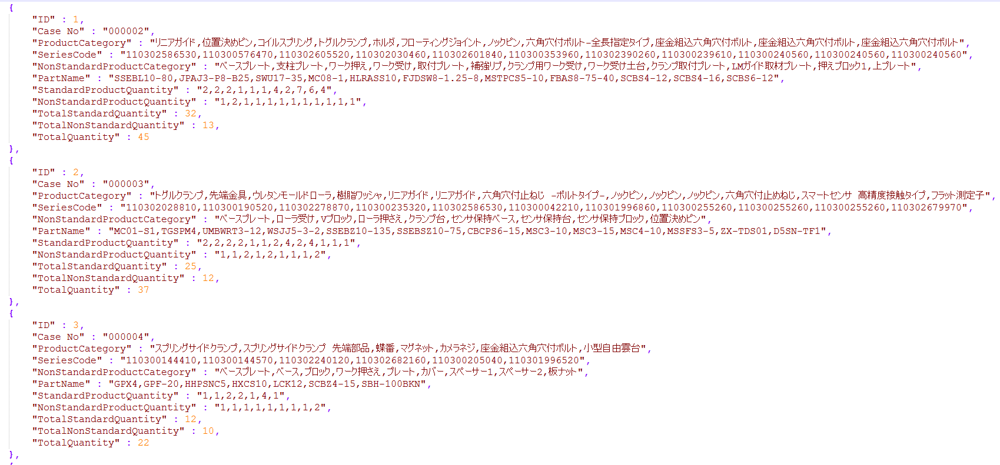 {
"ID" : 1,
"Case No" : "000002",
"ProductCategory" : "リニアガイド,位置決めピン,コイルスプリング,トグルクランプ,ホルダ,フローティングジョイント,ノックピン,六角穴付ボルト-全長指定タイプ,座金組込六角穴付ボルト,座金組込六角穴付ボルト,座金組込六角穴付ボルト",
"SeriesCode" : "110302586530,110300576470,110302605520,110302030460,110302601840,110300353960,110302390260,110300239610,110300240560,110300240560,110300240560",
"NonStandardProductCategory" : "ベースプレート,支柱プレート,ワーク押え,ワーク受け,取付プレート,補強リブ,クランプ用ワーク受け,ワーク受け土台,クランプ取付プレート,LMガイド取材プレート,押えブロック1,上プレート",
"PartName" : "SSEBL10-80,JPAJ3-P8-B25,SWU17-35,MC08-1,HLRASS10,FJDSW8-1.25-8,MSTPCS5-10,FBAS8-75-40,SCBS4-12,SCBS4-16,SCBS6-12",
"StandardProductQuantity" : "2,2,2,1,1,1,4,2,7,6,4",
"NonStandardProductQuantity" : "1,2,1,1,1,1,1,1,1,1,1,1",
"TotalStandardQuantity" : 32,
"TotalNonStandardQuantity" : 13,
"TotalQuantity" : 45
},
{
"ID" : 2,
"Case No" : "000003",
"ProductCategory" : "トグルクランプ,先端金具,ウレタンモールドローラ,樹脂ワッシャ,リニアガイド,リニアガイド,六角穴付止ねじ -ボルトタイプ-,ノックピン,ノックピン,ノックピン,六角穴付止めねじ,スマートセンサ 高精度接触タイプ,フラット測定子",
"SeriesCode" : "110302028810,110300190520,110302278870,110300235320,110302586530,110300042210,110301996860,110300255260,110300255260,110300255260,110302679970",
"NonStandardProductCategory" : "ベースプレート,ローラ受け,Vブロック,ローラ押さえ,クランプ台,センサ保持ベース,センサ保持台,センサ保持ブロック,位置決めピン",
"PartName" : "MC01-S1,TGSPM4,UMBWRT3-12,WSJJ5-3-2,SSEBZ10-135,SSEBSZ10-75,CBCPS6-15,MSC3-10,MSC3-15,MSC4-10,MSSFS3-5,ZX-TDS01,D5SN-TF1",
"StandardProductQuantity" : "2,2,2,2,1,1,2,4,2,4,1,1,1",
"NonStandardProductQuantity" : "1,1,2,1,2,1,1,1,2",
"TotalStandardQuantity" : 25,
"TotalNonStandardQuantity" : 12,
"TotalQuantity" : 37
},
{
"ID" : 3,
"Case No" : "000004",
"ProductCategory" : "スプリングサイドクランプ,スプリングサイドクランプ 先端部品,蝶番,マグネット,カメラネジ,座金組込六角穴付ボルト,小型自由雲台",
"SeriesCode" : "110300144410,110300144570,110302240120,110302682160,110300205040,110301996520",
"NonStandardProductCategory" : "ベースプレート,ベース,ブロック,ワーク押さえ,プレート,カバー,スペーサー1,スペーサー2,板ナット",
"PartName" : "GPX4,GPF-20,HHPSNC5,HXCS10,LCK12,SCBZ4-15,SBH-100BKN",
"StandardProductQuantity" : "1,1,2,2,1,4,1",
"NonStandardProductQuantity" : "1,1,1,1,1,1,1,1,2",
"TotalStandardQuantity" : 12,
"TotalNonStandardQuantity" : 10,
"TotalQuantity" : 22
},